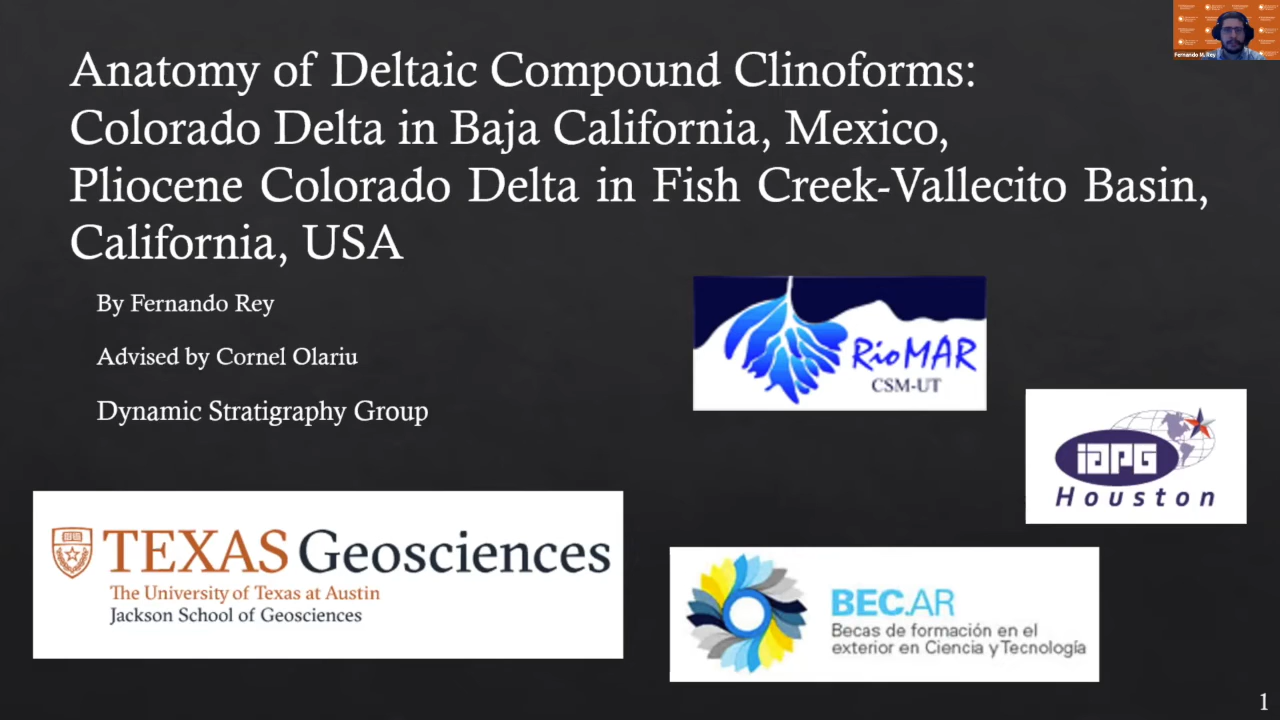 Anatomy of Deltaic Compound Clinoforms:
Colorado Delta in Baja California, Mexico,
Pliocene Colorado Delta in Fish Creek-Vallecito Basin,
California, USA
By Fernando Rey
Advised by Cornel Olariu
Dynamic Stratigraphy Group
RioMAR
CSM-UT
iapg
Houston
TEXAS Geosciences
The University of Texas at Austin
Jackson School of Geosciences
BEC.AR
Becas de formación en el
exterior en Ciencia y Tecnología
Fernando M. Rey
1